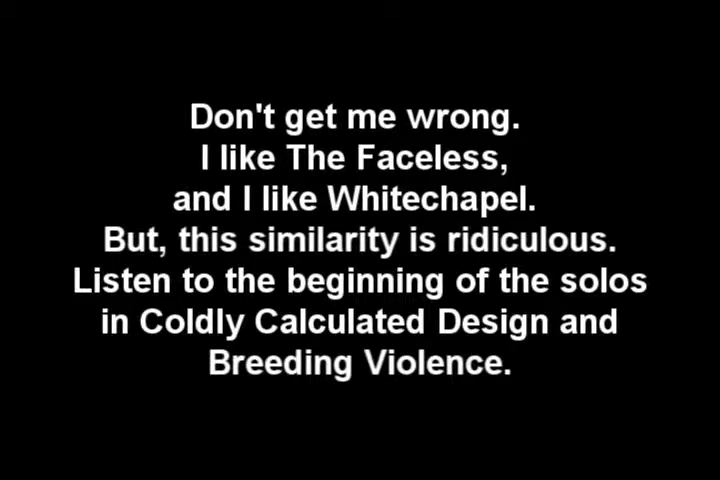 Don't get me wrong.
I like The Faceless,
and I like Whitechapel.
But, this similarity is ridiculous.
Listen to the beginning of the solos
in Coldly Calculated Design and
Breeding Violence.